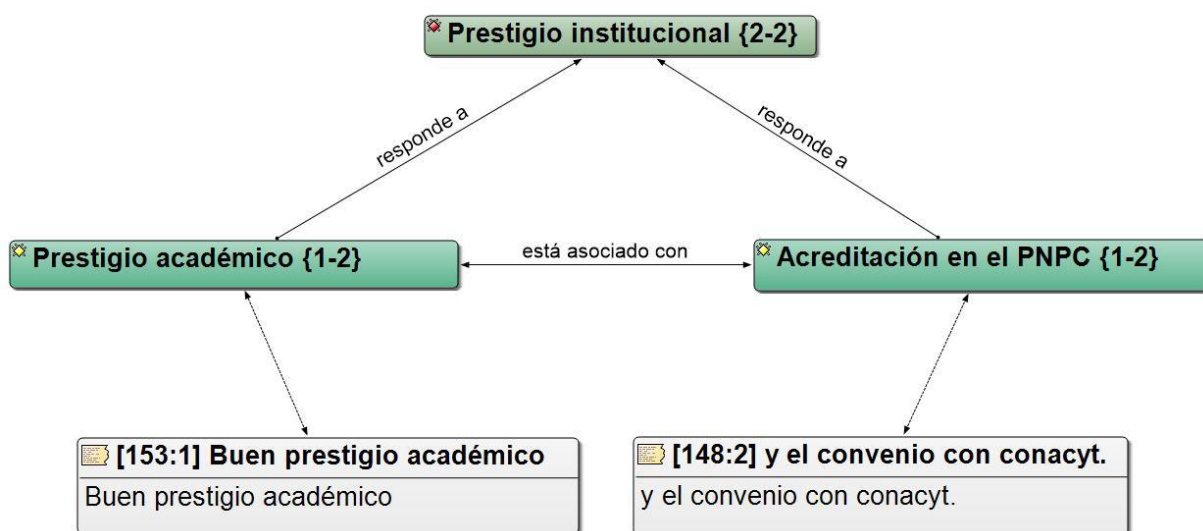 Prestigio institucional {2-2}
responde a
responde a
Prestigio académico {1-2}
está asociado con
Acreditación en el PNPC {1-2}
[153:1] Buen prestigio académico
Buen prestigio académico
[148:2] y el convenio con conacyt.
y el convenio con conacyt.